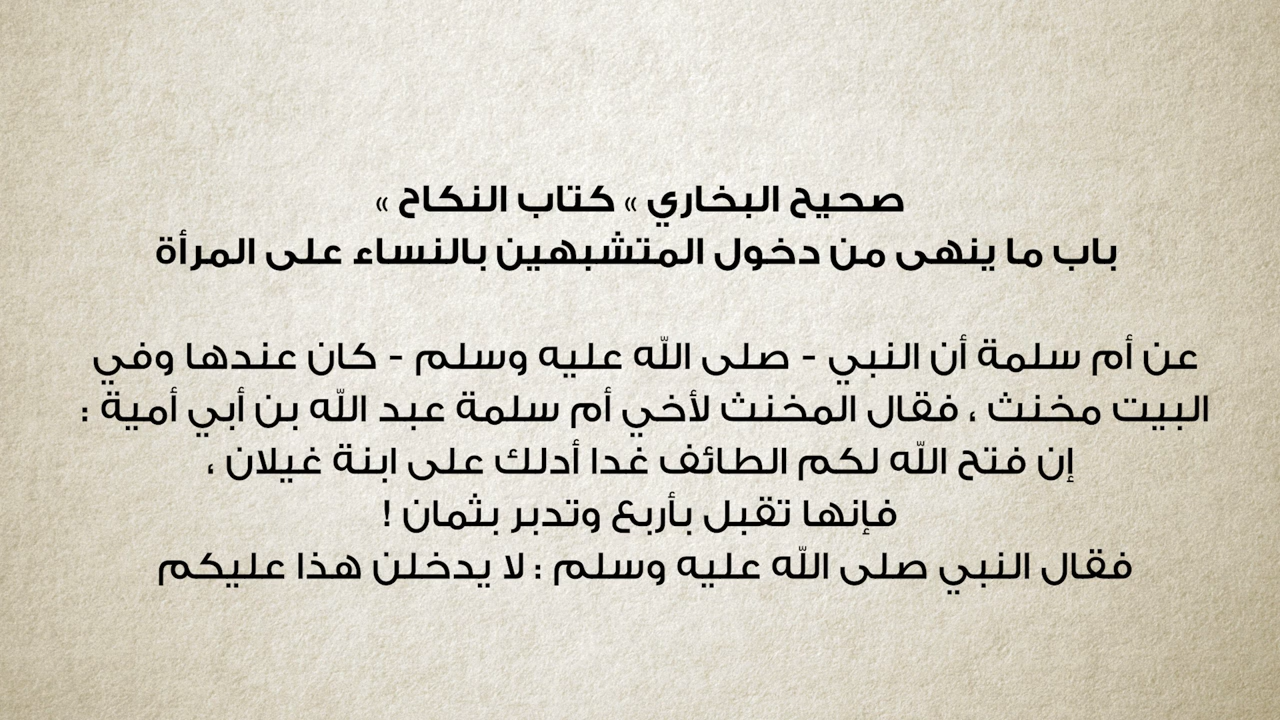 صحيح البخاري » كتاب النكاح »
باب ما ينهى من دخول المتشبهين بالنساء على المرأة
عن أم سلمة أن النبي - صلى الله عليه وسلم - كان عندها وفي
البيت مخنث ، فقال المخنث لأخي أم سلمة عبد الله بن أبي أمية :
إن فتح الله لكم الطائف غدا أدلك على ابنة غيلان ،
فإنها تقبل بأربع وتدبر بثمان !
فقال النبي صلى الله عليه وسلم : لا يدخلن هذا عليكم